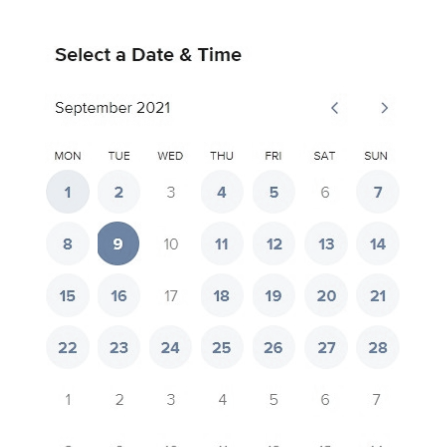 Select a Date & Time
September 2021
MON TUE WED THU FRI SAT SUN
1 2 3 4 5 6 7
8 9 10 11 12 13 14
15 16 17 18 19 20 21
22 23 24 25 26 27 28
1 2 3 4 5 6 7